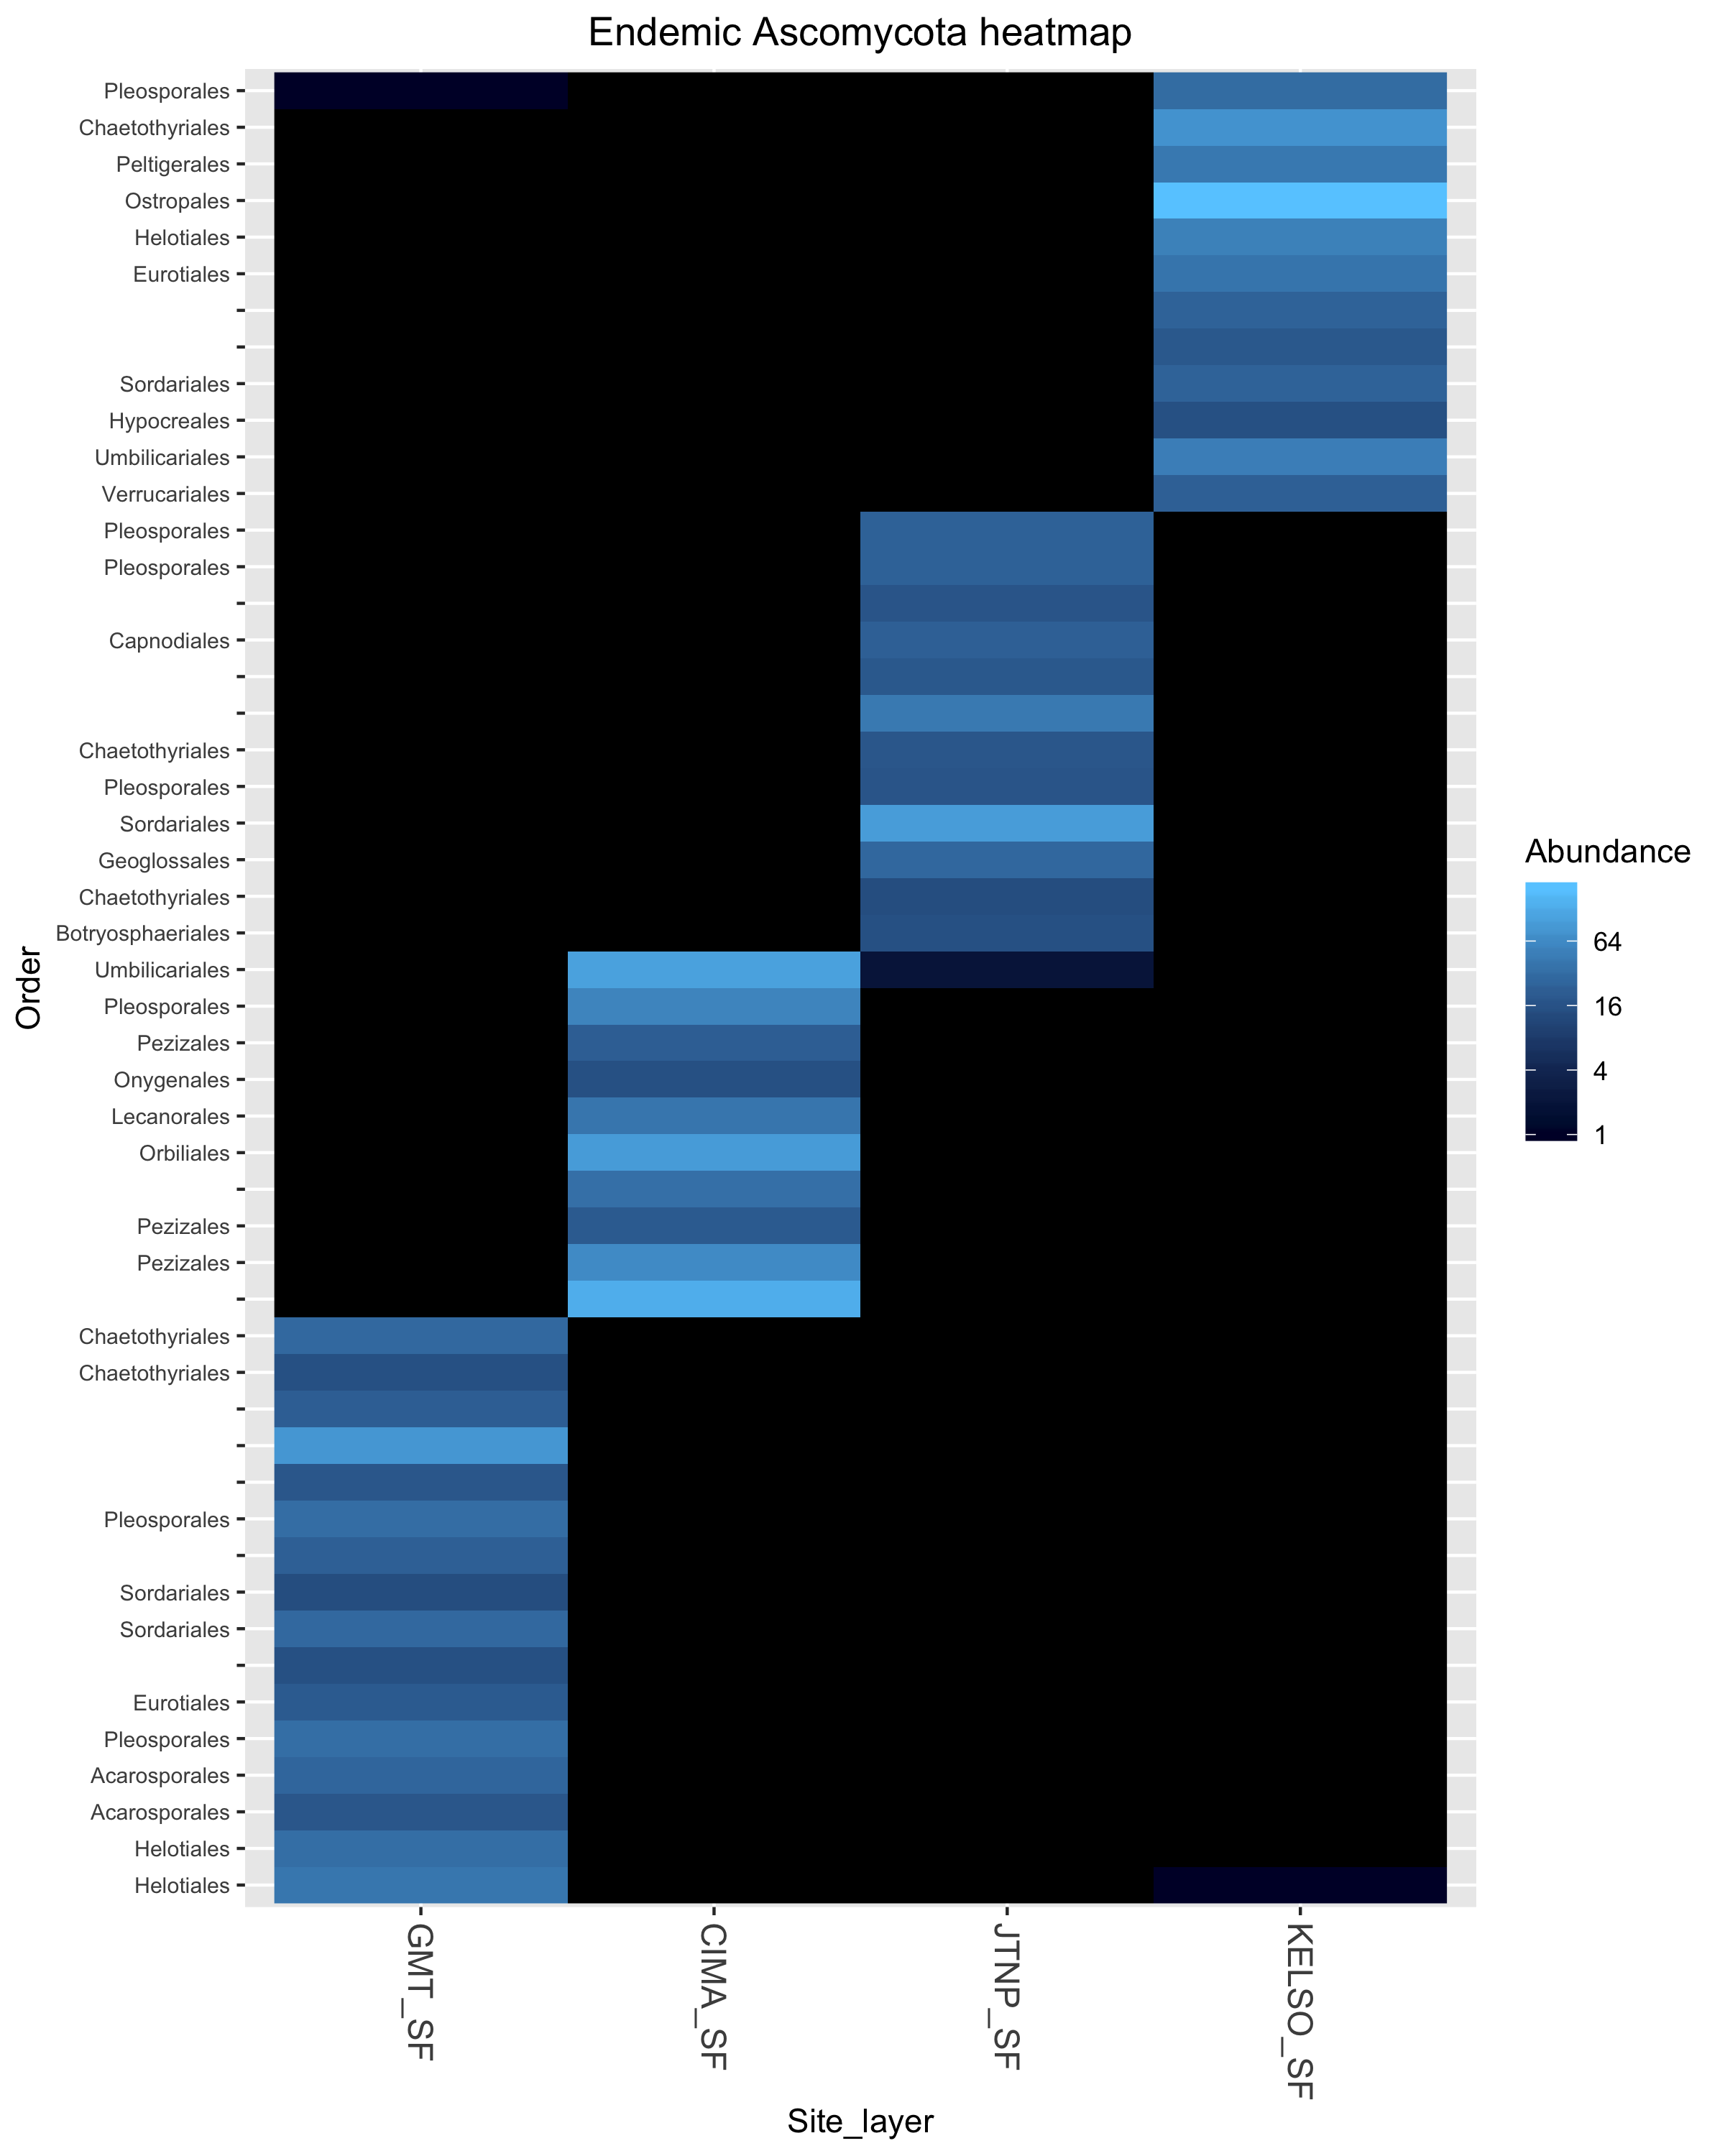 Endemic Ascomycota heatmap
Pleosporales
Chaetothyriales
Peltigerales
Ostropales
Helotiales
Eurotiales
Sordariales
Hypocreales
Umbilicariales
Verrucariales
Pleosporales
Pleosporales
Capnodiales
Chaetothyriales
Pleosporales
Sordariales
Geoglossales
Chaetothyriales
Botryosphaeriales
Umbilicariales
Pleosporales
Pezizales
Onygenales
Lecanorales
Orbiliales
Pezizales
Pezizales
Chaetothyriales
Chaetothyriales
Pleosporales
Sordariales
Sordariales
Eurotiales
Pleosporales
Acarosporales
Acarosporales
Helotiales
Helotiales
Order
GMT_SF
CIMA_SF
JTNP_SF
KELSO_SF
Site_layer
Abundance
64
16
4
1